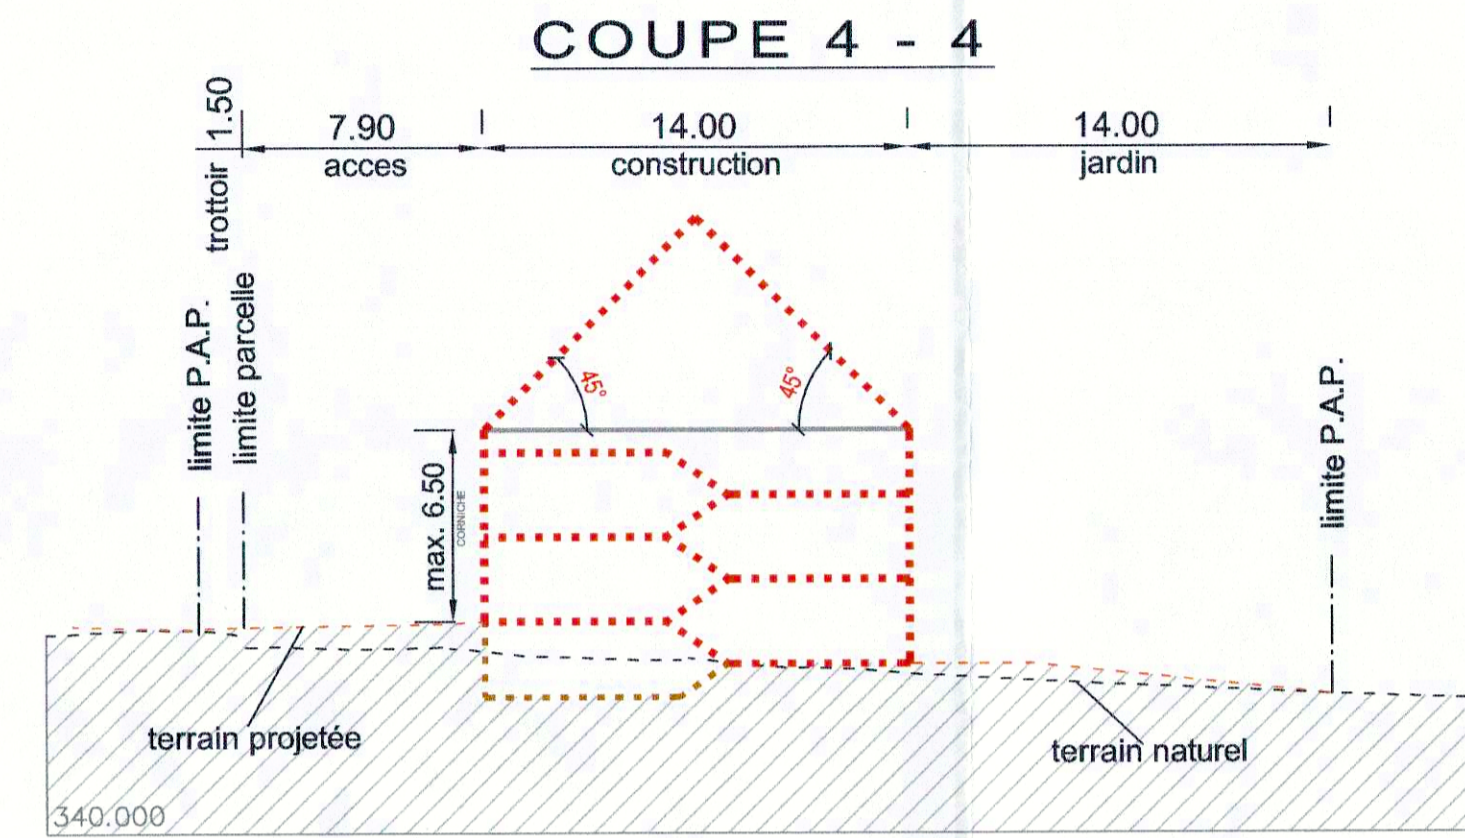 COUPE 4 - 4
trottoir 1.50
7.90
acces
14.00
construction
14.00
jardin
limite P.A.P.
limite parcelle
45°
45°
limite P.A.P.
max. 6.50
CORNICHE
terrain projetée
terrain naturel
340.000